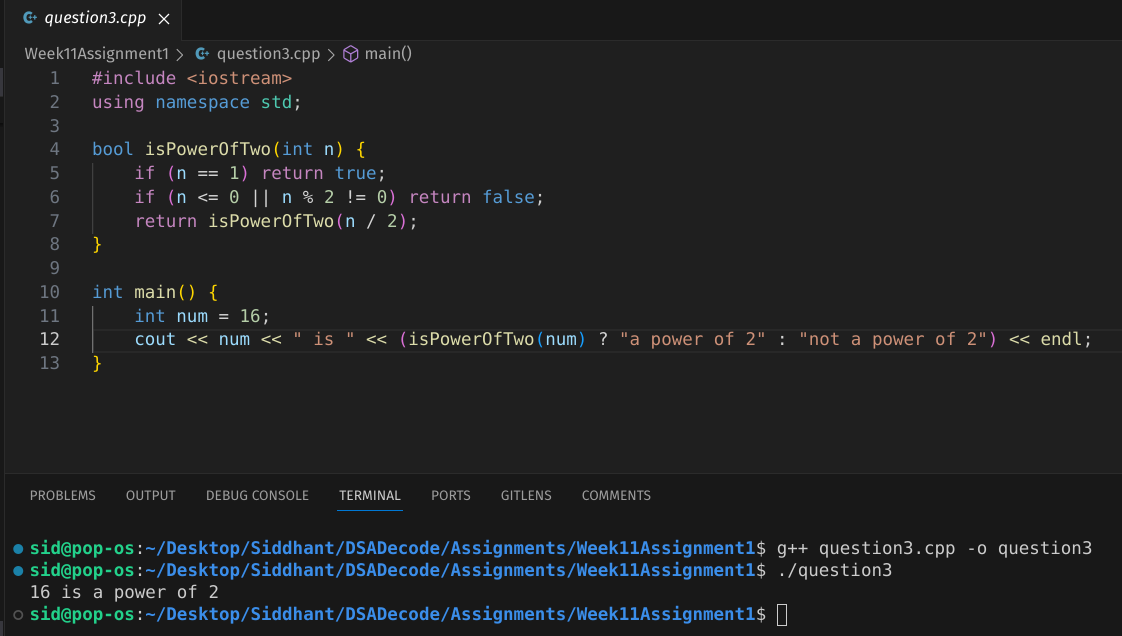 question3.cpp
Week11Assignment1 > question3.cpp > main()
1 #include <iostream>
2 using namespace std;
3
4 bool isPowerOfTwo(int n) {
5     if (n == 1) return true;
6     if (n <= 0 || n % 2 != 0) return false;
7     return isPowerOfTwo(n / 2);
8 }
9
10 int main() {
11     int num = 16;
12     cout << num << " is " << (isPowerOfTwo(num) ? "a power of 2" : "not a power of 2") << endl;
13 }
PROBLEMS OUTPUT DEBUG CONSOLE TERMINAL PORTS GITLENS COMMENTS
sid@pop-os:~/Desktop/Siddhant/DSADecode/Assignments/Week11Assignment1$ g++ question3.cpp -o question3
sid@pop-os:~/Desktop/Siddhant/DSADecode/Assignments/Week11Assignment1$ ./question3
16 is a power of 2
sid@pop-os:~/Desktop/Siddhant/DSADecode/Assignments/Week11Assignment1$